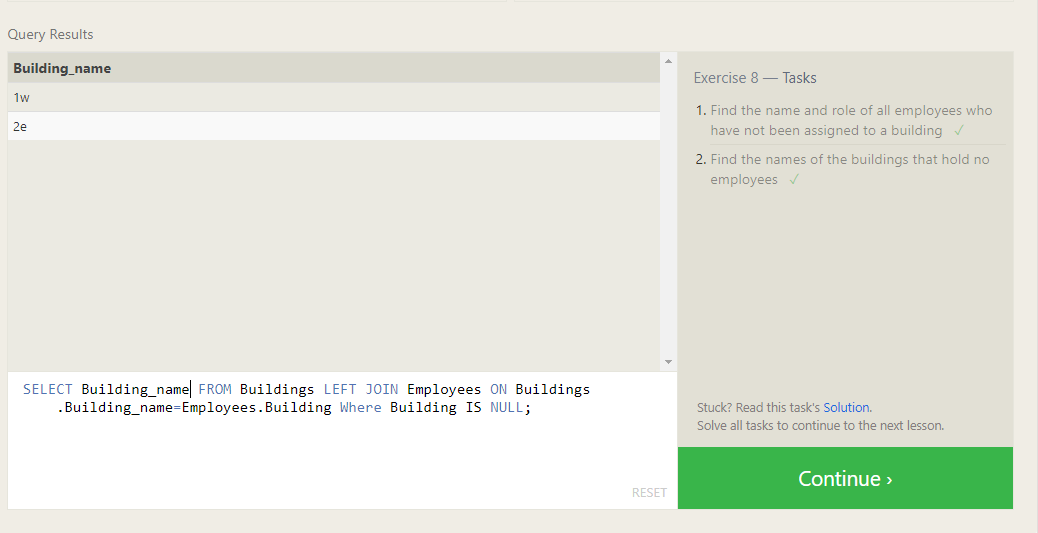 Query Results
Building_name
1w
2e
Exercise 8 — Tasks
1. Find the name and role of all employees who
have not been assigned to a building ✓
2. Find the names of the buildings that hold no
employees ✓
SELECT Building_name FROM Buildings LEFT JOIN Employees ON Buildings
.Building_name=Employees.Building Where Building IS NULL;
RESET
Stuck? Read this task's Solution.
Solve all tasks to continue to the next lesson.
Continue ›